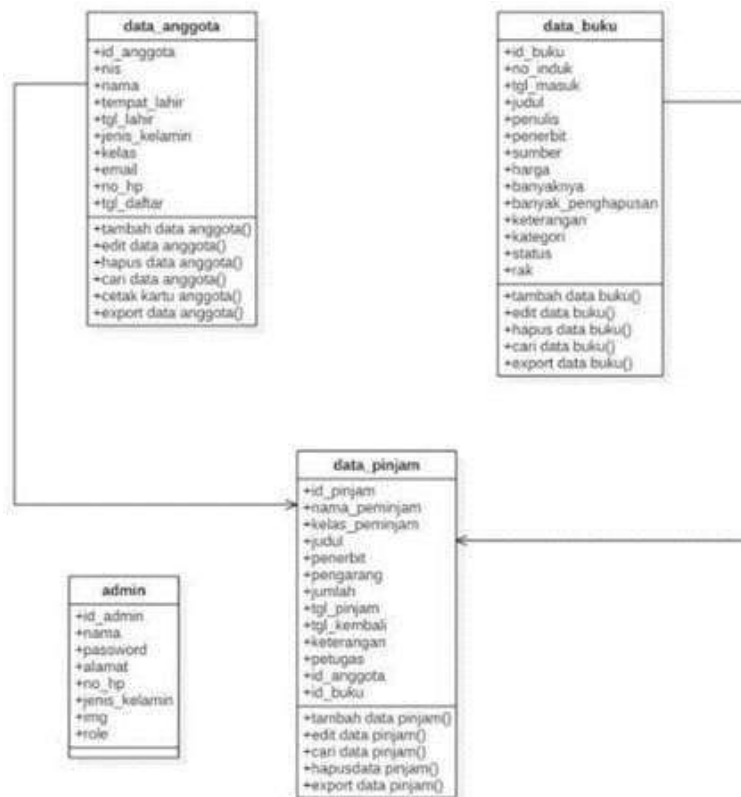 data_anggota
+id_anggota
+nis
+nama
+tempat_lahir
+tgl_lahir
+jenis_kelamin
+kelas
+email
+no_hp
+tgl_daftar
+tambah data anggota()
+edit data anggota()
+hapus data anggota()
+cari data anggota()
+cetak kartu anggota()
+export data anggota()
data_buku
+id_buku
+no_induk
+tgl_masuk
+judul
+penulis
+penerbit
+sumber
+harga
+banyaknya
+banyak_penghapusan
+keterangan
+kategori
+status
+rak
+tambah data buku()
+edit data buku()
+hapus data buku()
+cari data buku()
+export data buku()
data_pinjam
+id_pinjam
+nama_peminjam
+kelas_peminjam
+judul
+penerbit
+pengarang
+jumlah
+tgl_pinjam
+tgl_kembali
+keterangan
+petugas
+id_anggota
+id_buku
+tambah data pinjam()
+edit data pinjam()
+cari data pinjam()
+hapusdata pinjam()
+export data pinjam()
admin
+id_admin
+nama
+password
+alamat
+no_hp
+jenis_kelamin
+img
+role